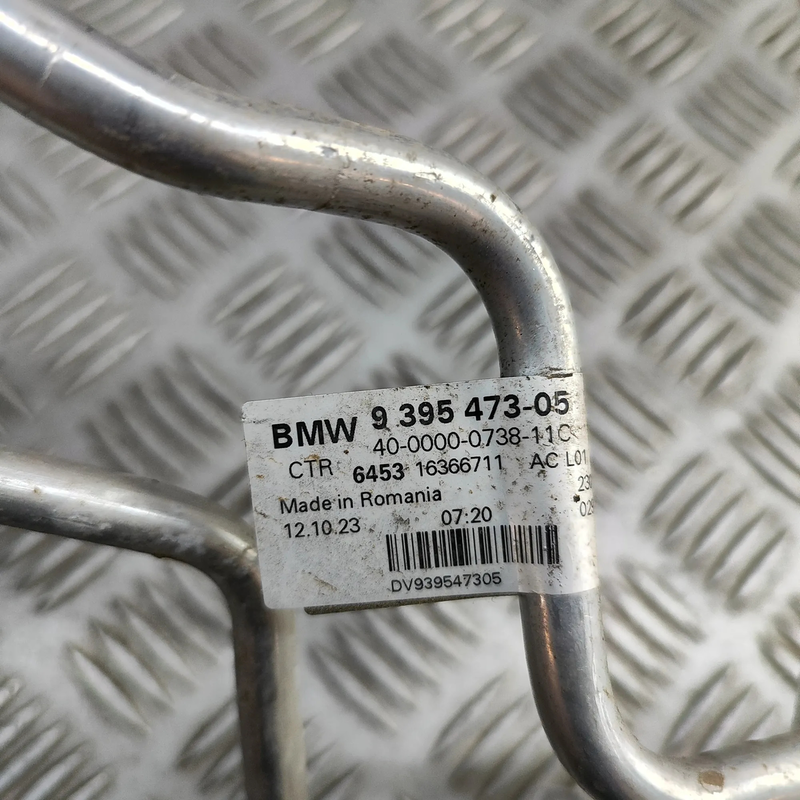 BMW 9 395 473-05
40-0000-0738-11C
CTR 6453 16366711 AC L01
Made in Romania
12.10.23 07:20
DV939547305